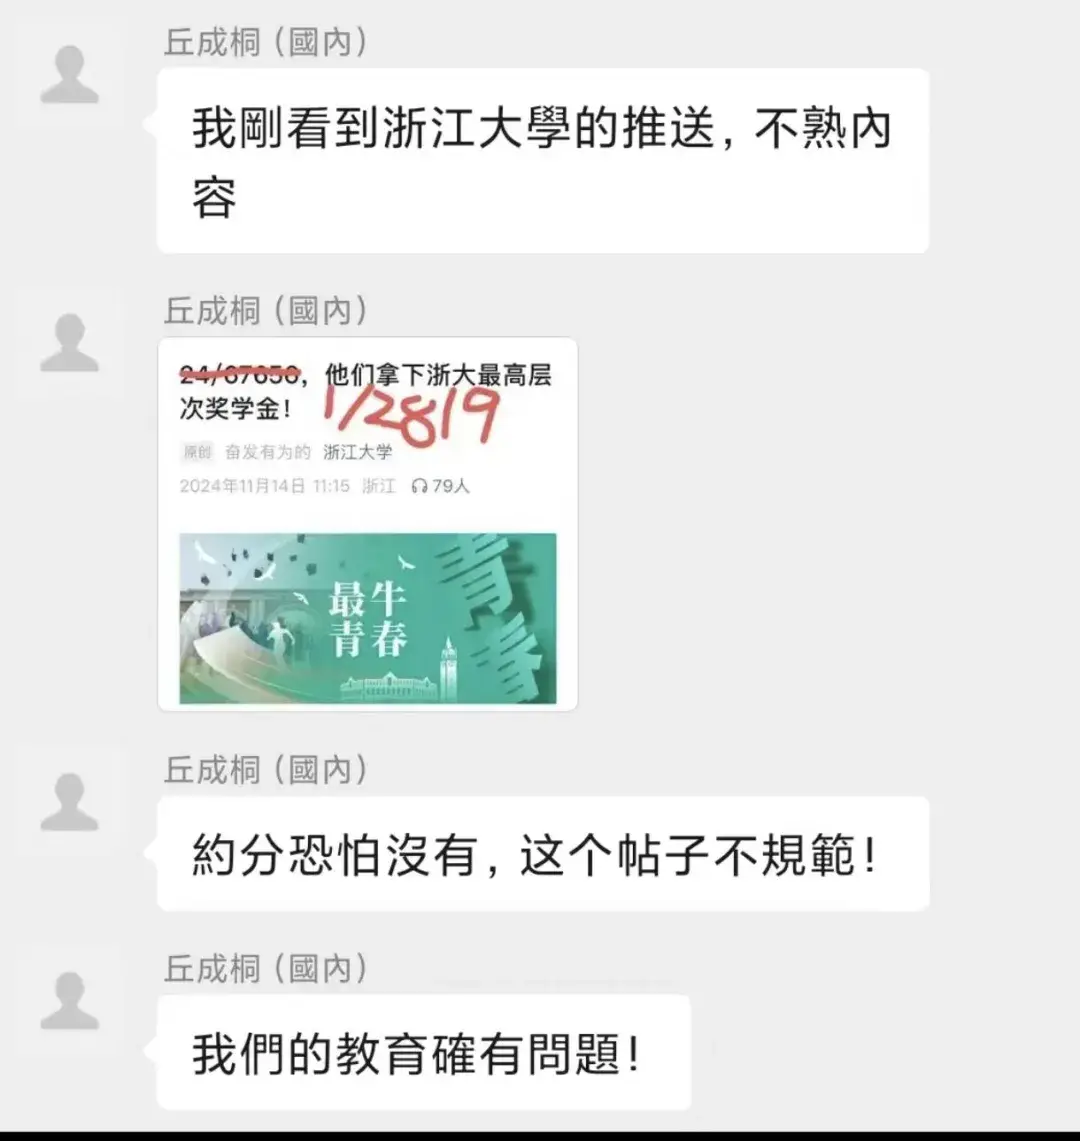 丘成桐（國內）
我剛看到浙江大學的推送，不熟內
容
丘成桐（國內）
24/67656，他们拿下浙大最高层
次奖学金！
1/2819
原创 奋发有为的 浙江大学
2024年11月14日 11:15 浙江 79人
最牛
青春
青春
丘成桐（國內）
約分恐怕沒有，这个帖子不規範！
丘成桐（國內）
我們的教育確有問題！